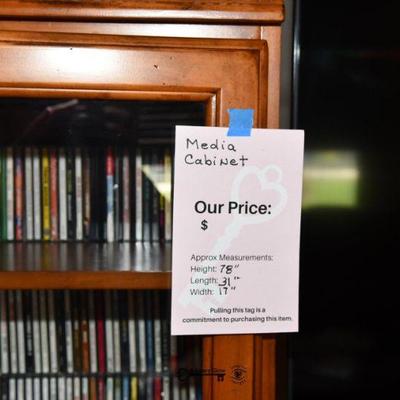 Media
Cabinet
Our Price:
$
Approx Measurements:
Height: 78"
Length: 31"
Width: 17"
Pulling this tag is a
commitment to purchasing this item.